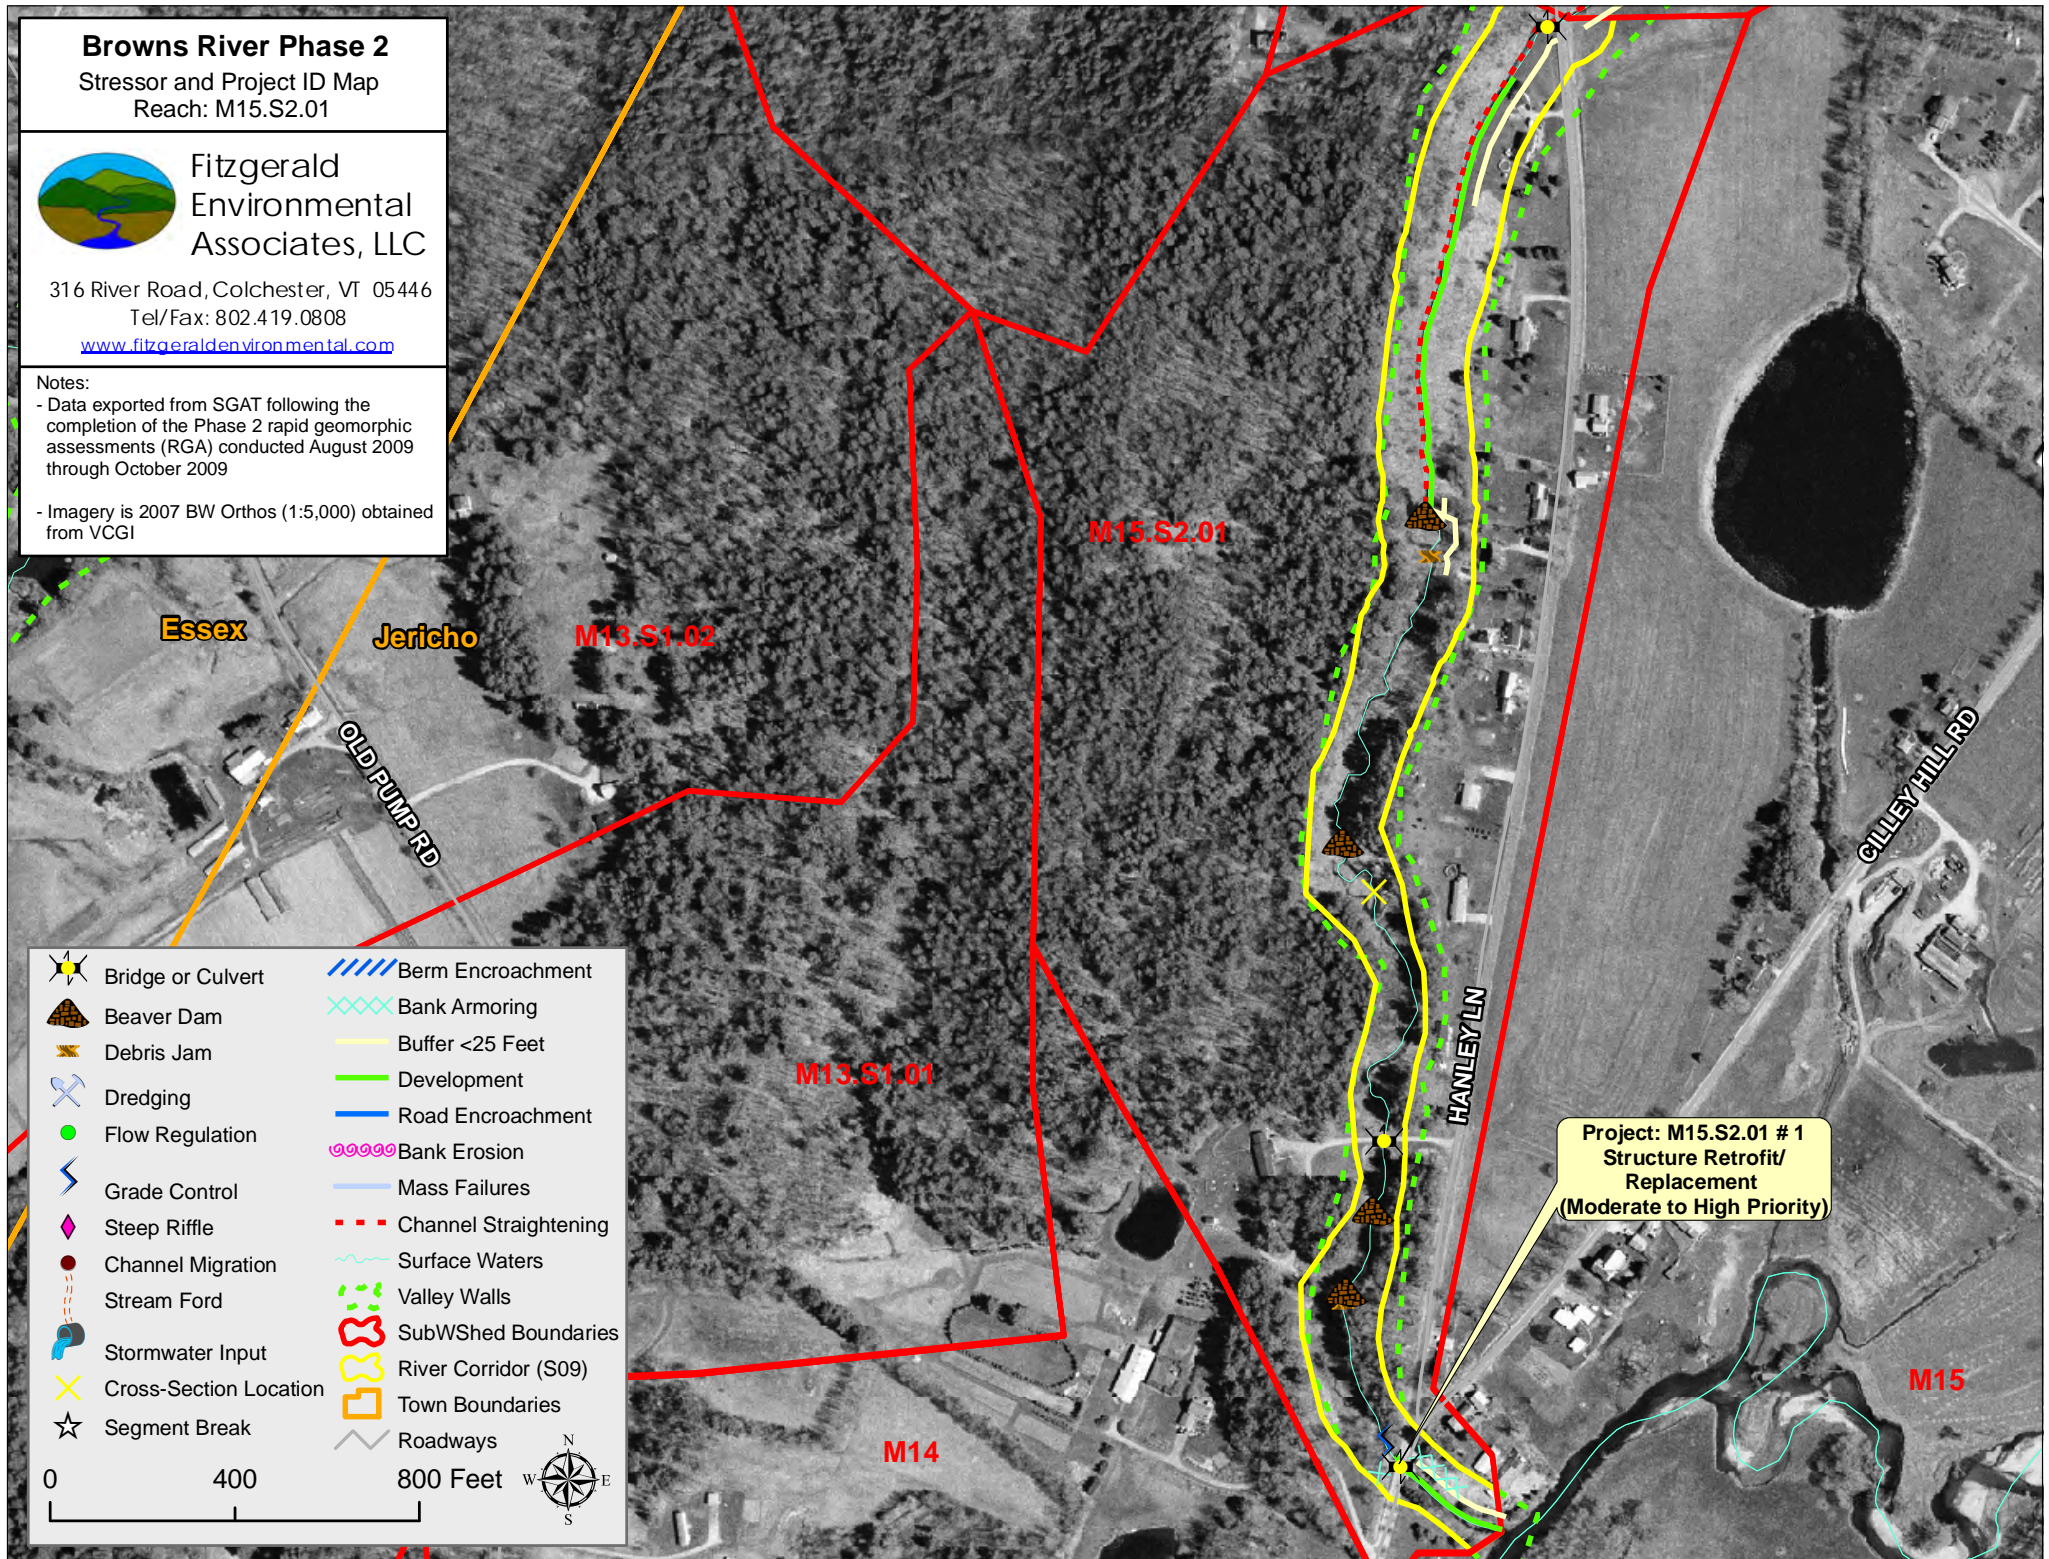 Browns River Phase 2
Stressor and Project ID Map
Reach: M15.S2.01
Fitzgerald
Environmental
Associates, LLC
316 River Road, Colchester, VT 05446
Tel/Fax: 802.419.0808
www.fitzgeraldenvironmental.com
Notes:
- Data exported from SGAT following the
completion of the Phase 2 rapid geomorphic
assessments (RGA) conducted August 2009
through October 2009
- Imagery is 2007 BW Orthos (1:5,000) obtained
from VCGI
M15.S2.01
Essex
Jericho
M13.S1.02
OLD PUMP RD
CILLEY HILL RD
HANLEY LN
M13.S1.01
Project: M15.S2.01 # 1
Structure Retrofit/
Replacement
(Moderate to High Priority)
M15
M14
Bridge or Culvert
Beaver Dam
Debris Jam
Dredging
Flow Regulation
Grade Control
Steep Riffle
Channel Migration
Stream Ford
Stormwater Input
Cross-Section Location
Segment Break
Berm Encroachment
Bank Armoring
Buffer <25 Feet
Development
Road Encroachment
Bank Erosion
Mass Failures
Channel Straightening
Surface Waters
Valley Walls
SubWShed Boundaries
River Corridor (S09)
Town Boundaries
Roadways
0 400 800 Feet
N
W E
S